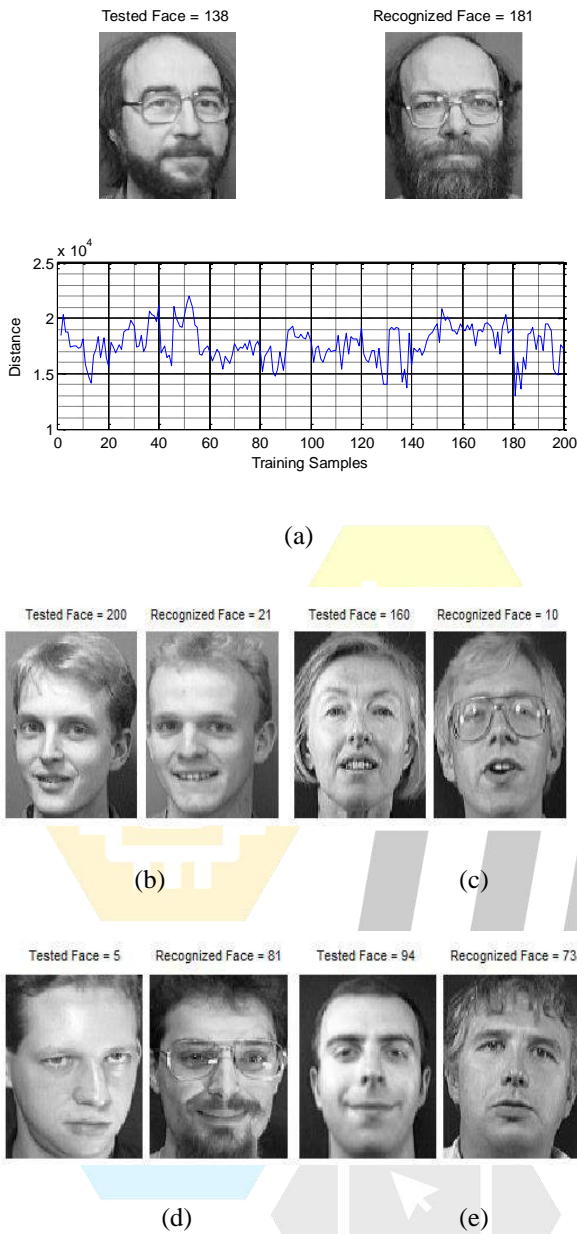 Tested Face = 138 Recognized Face = 181
x 10^4
2.5
2
1.5
1
Distance
0 20 40 60 80 100 120 140 160 180 200
Training Samples
(a)
Tested Face = 200 Recognized Face = 21 Tested Face = 160 Recognized Face = 10
(b) (c)
Tested Face = 5 Recognized Face = 81 Tested Face = 94 Recognized Face = 73
(d) (e)